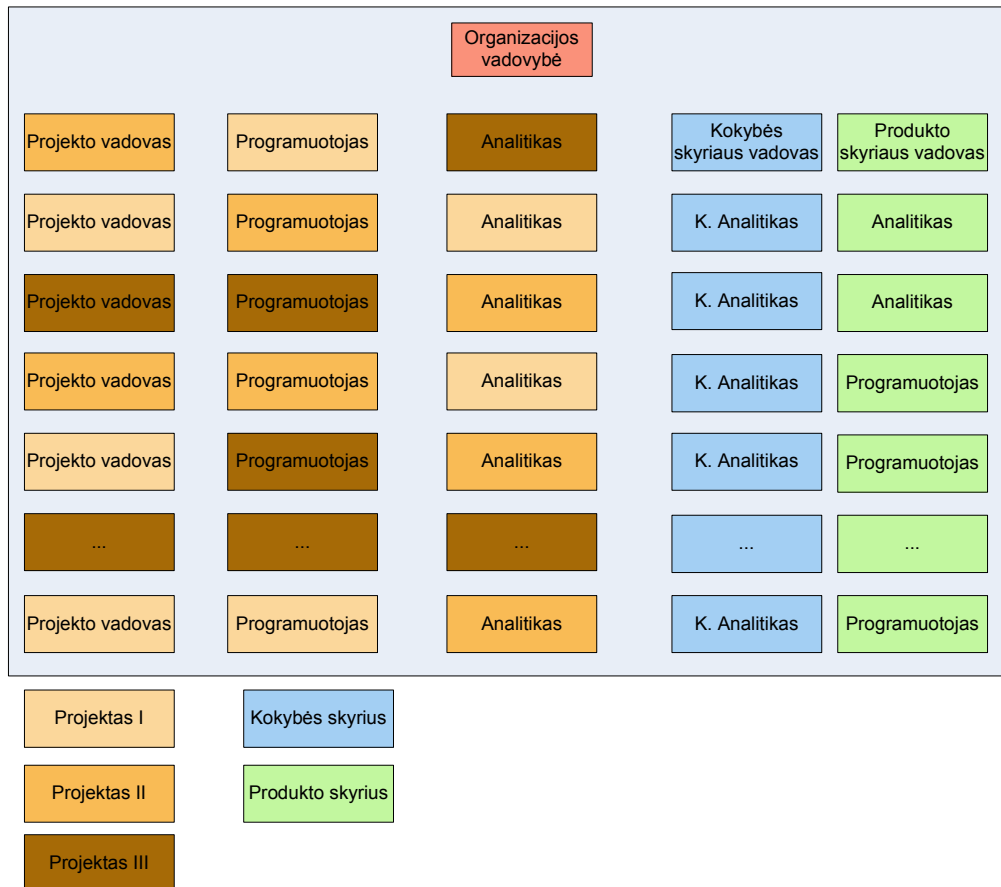 Organizacijos
vadovybė
Projekto vadovas
Programuotojas
Analitikas
Kokybės
skyriaus vadovas
Produkto
skyriaus vadovas
Projekto vadovas
Programuotojas
Analitikas
K. Analitikas
Analitikas
Projekto vadovas
Programuotojas
Analitikas
K. Analitikas
Analitikas
Projekto vadovas
Programuotojas
Analitikas
K. Analitikas
Programuotojas
Projekto vadovas
Programuotojas
Analitikas
K. Analitikas
Programuotojas
...
...
...
...
...
Projekto vadovas
Programuotojas
Analitikas
K. Analitikas
Programuotojas
Projektas I
Kokybės skyrius
Projektas II
Produkto skyrius
Projektas III